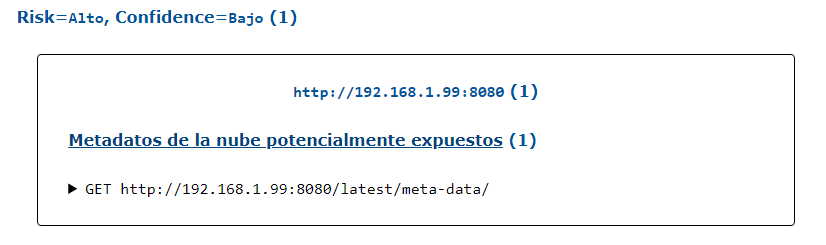 Risk=Alto, Confidence=Bajo (1)
http://192.168.1.99:8080 (1)
Metadatos de la nube potencialmente expuestos (1)
▶ GET http://192.168.1.99:8080/latest/meta-data/